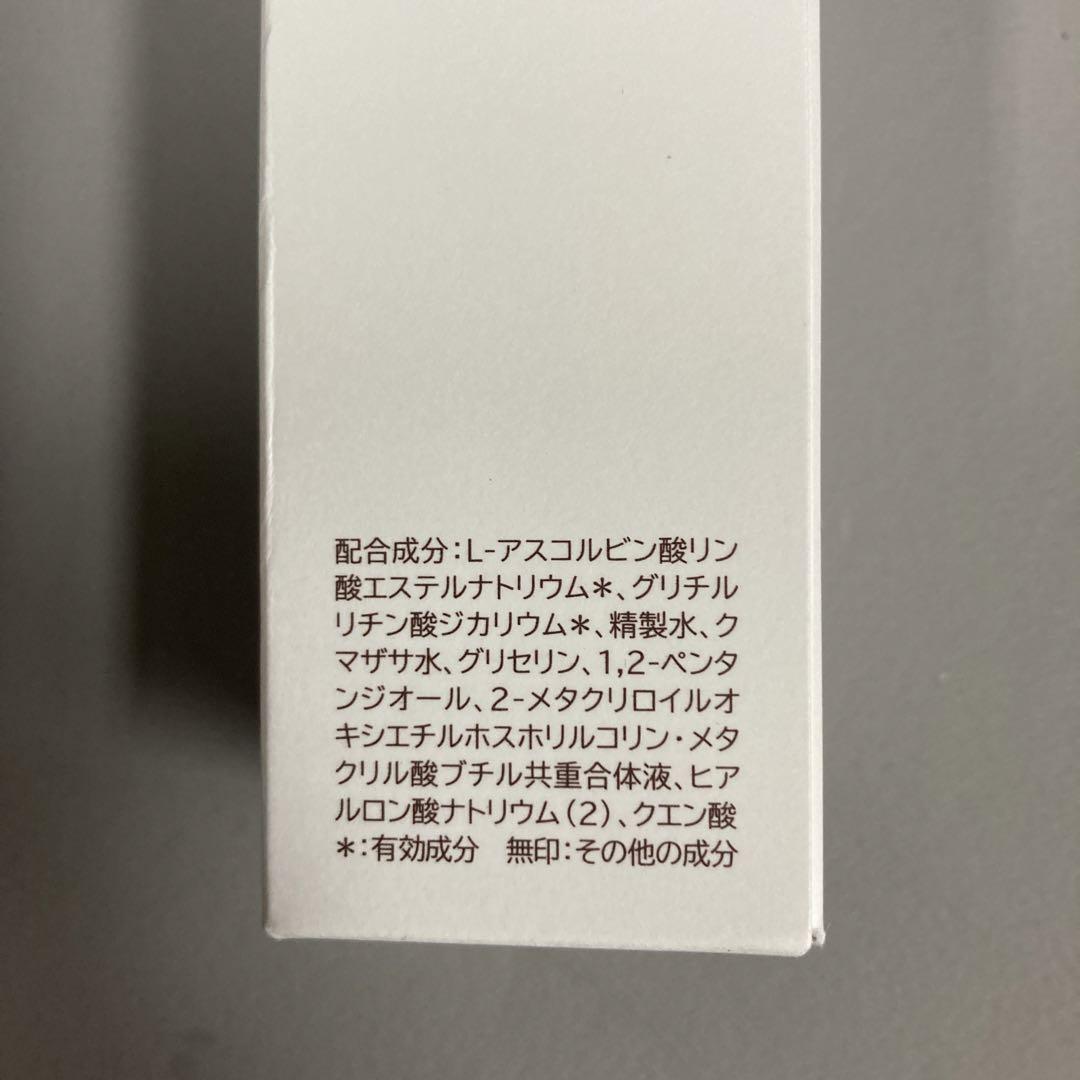 配合成分：L-アスコルビン酸リン
酸エステルナトリウム＊、グリチル
リチン酸ジカリウム＊、精製水、ク
マザサ水、グリセリン、1,2-ペンタ
ンジオール、2-メタクリロイルオ
キシエチルホスホリルコリン・メタ
クリル酸ブチル共重合体液、ヒア
ルロン酸ナトリウム（2）、クエン酸
＊：有効成分　無印：その他の成分